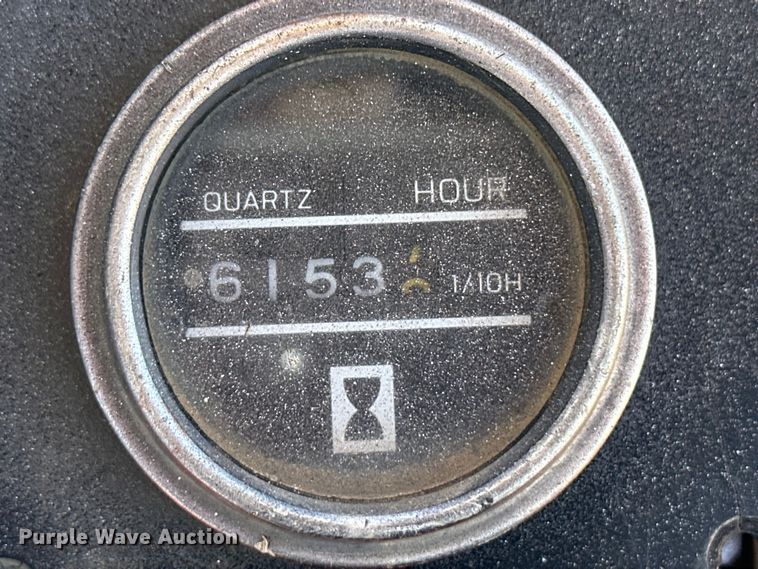 QUARTZ HOUR
6153 1/10H
Purple Wave Auction